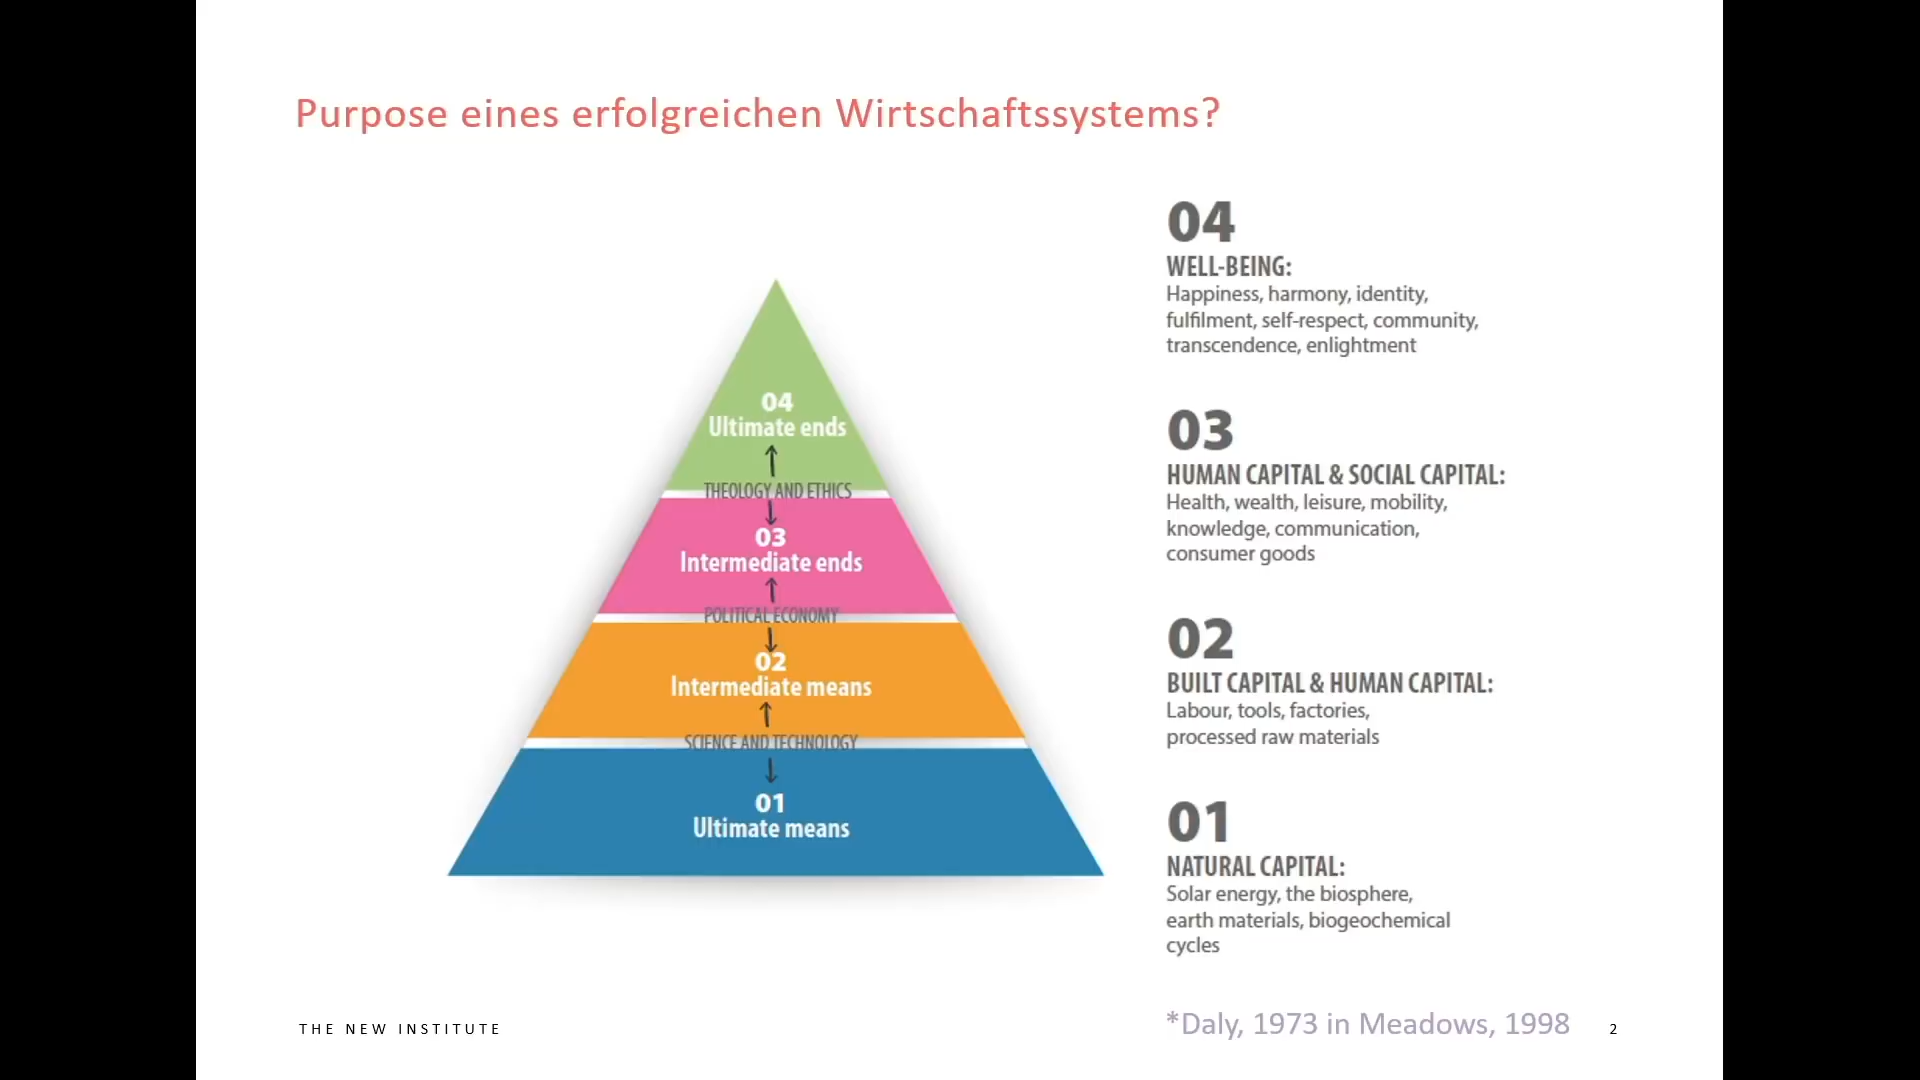 Purpose eines erfolgreichen Wirtschaftssystems?
04
Ultimate ends
THEOLOGY AND ETHICS
03
Intermediate ends
POLITICAL ECONOMY
02
Intermediate means
SCIENCE AND TECHNOLOGY
01
Ultimate means
04
WELL-BEING:
Happiness, harmony, identity,
fulfilment, self-respect, community,
transcendence, enlightment
03
HUMAN CAPITAL & SOCIAL CAPITAL:
Health, wealth, leisure, mobility,
knowledge, communication,
consumer goods
02
BUILT CAPITAL & HUMAN CAPITAL:
Labour, tools, factories,
processed raw materials
01
NATURAL CAPITAL:
Solar energy, the biosphere,
earth materials, biogeochemical
cycles
THE NEW INSTITUTE
*Daly, 1973 in Meadows, 1998
2